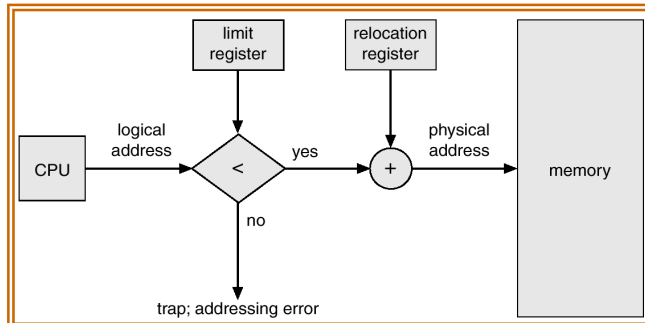 limit
register
relocation
register
logical
address
physical
address
CPU
<
yes
+
memory
no
trap; addressing error